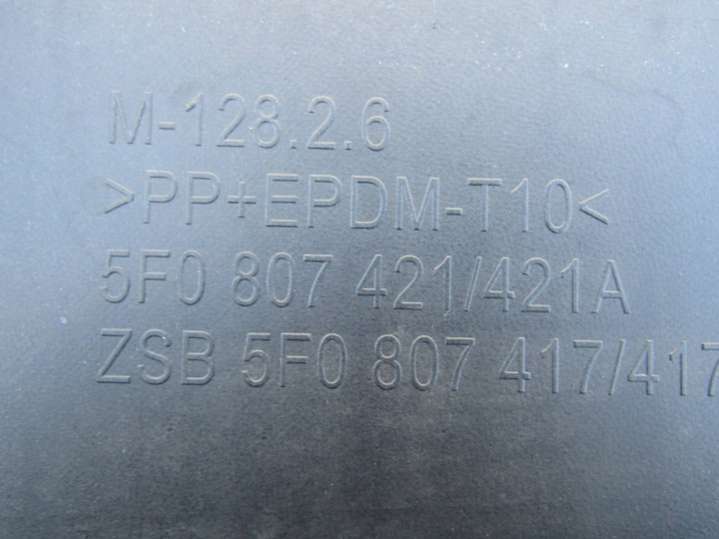 M-128.2.6
>PP+EPDM-T10<
5F0 807 421/421A
ZSB 5F0 807 417/417